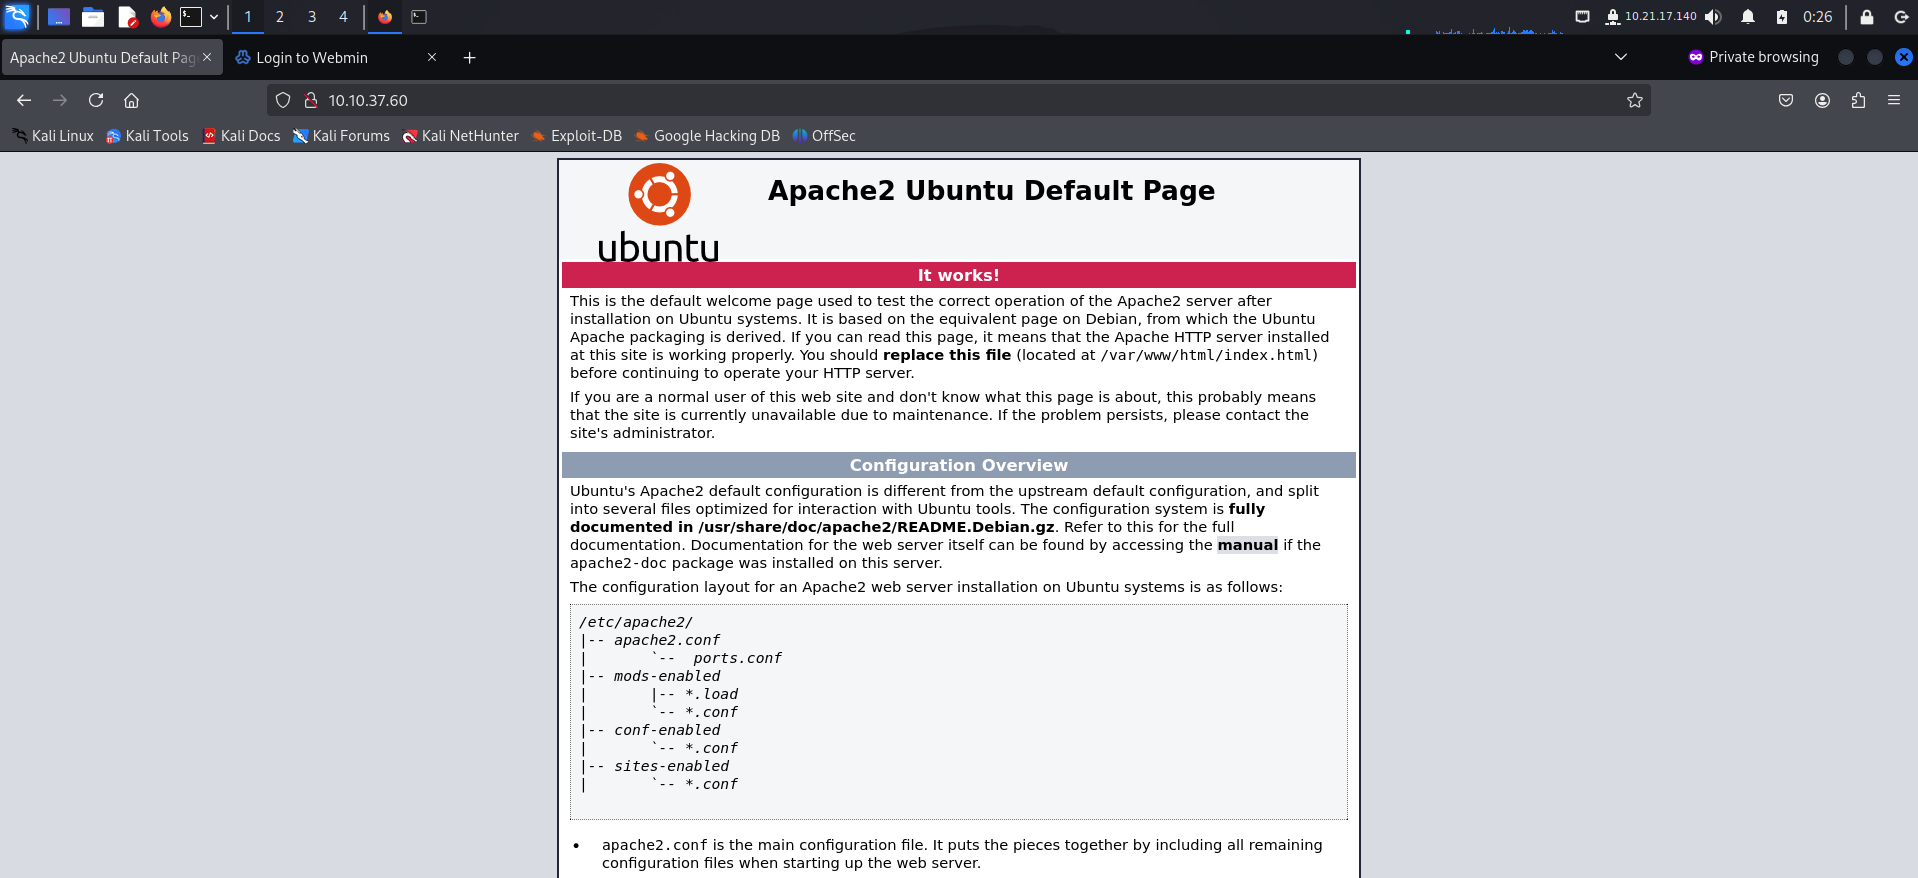 1 2 3 4
10.21.17.140 0:26
Apache2 Ubuntu Default Pag
Login to Webmin
Private browsing
10.10.37.60
Kali Linux Kali Tools Kali Docs Kali Forums Kali NetHunter Exploit-DB Google Hacking DB OffSec
ubuntu
Apache2 Ubuntu Default Page
It works!
This is the default welcome page used to test the correct operation of the Apache2 server after
installation on Ubuntu systems. It is based on the equivalent page on Debian, from which the Ubuntu
Apache packaging is derived. If you can read this page, it means that the Apache HTTP server installed
at this site is working properly. You should replace this file (located at /var/www/html/index.html)
before continuing to operate your HTTP server.
If you are a normal user of this web site and don't know what this page is about, this probably means
that the site is currently unavailable due to maintenance. If the problem persists, please contact the
site's administrator.
Configuration Overview
Ubuntu's Apache2 default configuration is different from the upstream default configuration, and split
into several files optimized for interaction with Ubuntu tools. The configuration system is fully
documented in /usr/share/doc/apache2/README.Debian.gz. Refer to this for the full
documentation. Documentation for the web server itself can be found by accessing the manual if the
apache2-doc package was installed on this server.
The configuration layout for an Apache2 web server installation on Ubuntu systems is as follows:
/etc/apache2/
|-- apache2.conf
|       `--  ports.conf
|-- mods-enabled
|       |-- *.load
|       `-- *.conf
|-- conf-enabled
|       `-- *.conf
|-- sites-enabled
|       `-- *.conf
• apache2.conf is the main configuration file. It puts the pieces together by including all remaining
configuration files when starting up the web server.